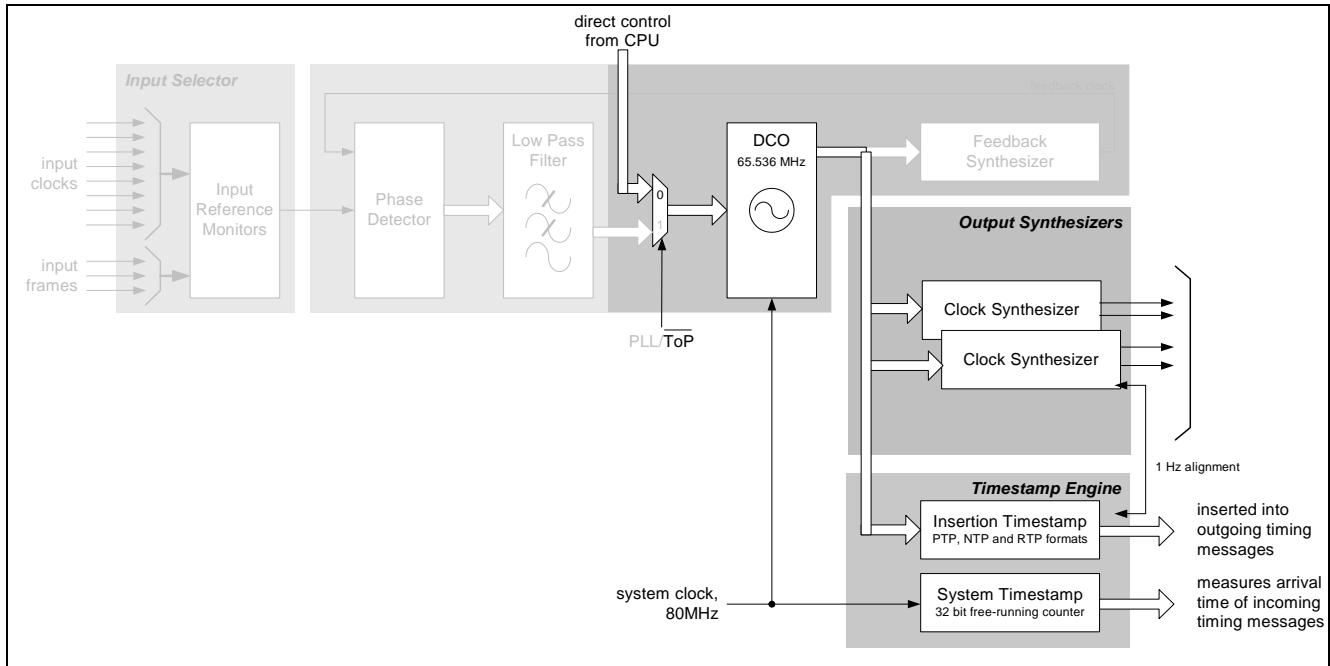 direct control
from CPU
Input Selector
feedback clock
input
clocks
Input
Reference
Monitors
input
frames
Phase
Detector
Low Pass
Filter
0
1
PLL/ToP
DCO
65.536 MHz
Feedback
Synthesizer
Output Synthesizers
Clock Synthesizer
Clock Synthesizer
1 Hz alignment
Timestamp Engine
Insertion Timestamp
PTP, NTP and RTP formats
inserted into
outgoing timing
messages
system clock,
80MHz
System Timestamp
32 bit free-running counter
measures arrival
time of incoming
timing messages